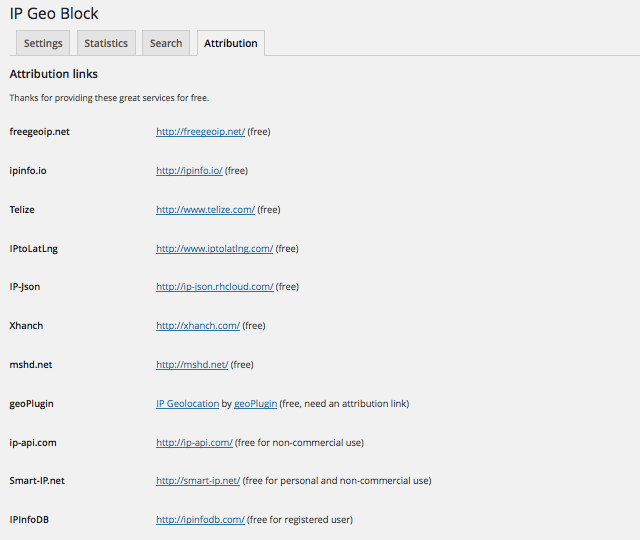 IP Geo Block
Settings Statistics Search Attribution
Attribution links
Thanks for providing these great services for free.
freegeoip.net http://freegeoip.net/ (free)
ipinfo.io http://ipinfo.io/ (free)
Telize http://www.telize.com/ (free)
IPtoLatLng http://www.iptolatlng.com/ (free)
IP-Json http://ip-json.rhcloud.com/ (free)
Xhanch http://xhanch.com/ (free)
mshd.net http://mshd.net/ (free)
geoPlugin IP Geolocation by geoPlugin (free, need an attribution link)
ip-api.com http://ip-api.com/ (free for non-commercial use)
Smart-IP.net http://smart-ip.net/ (free for personal and non-commercial use)
IPInfoDB http://ipinfodb.com/ (free for registered user)